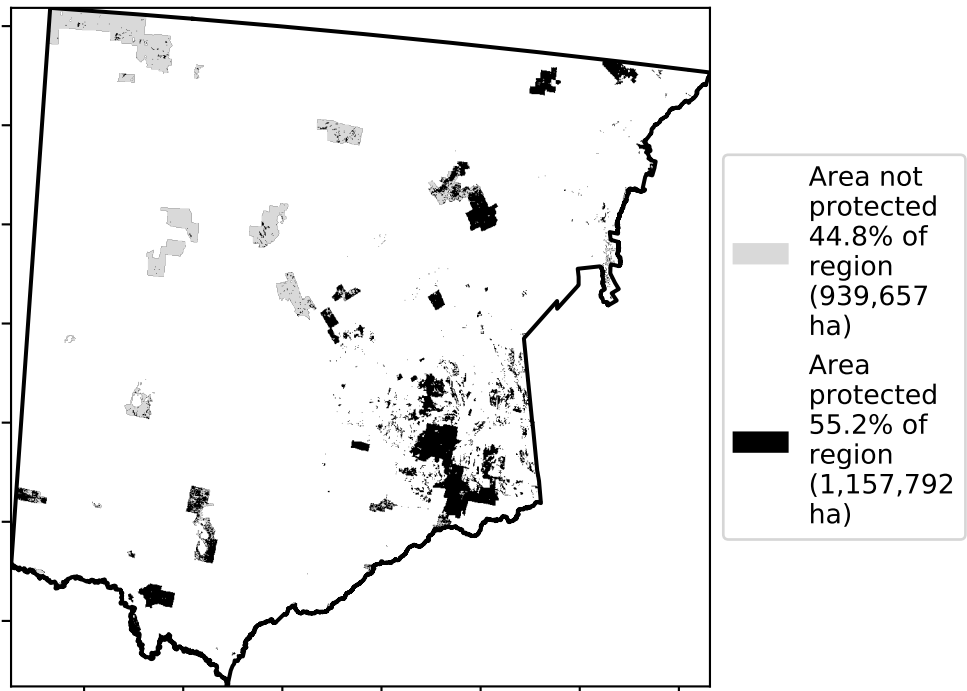 Area not
protected
44.8% of
region
(939,657
ha)
Area
protected
55.2% of
region
(1,157,792
ha)